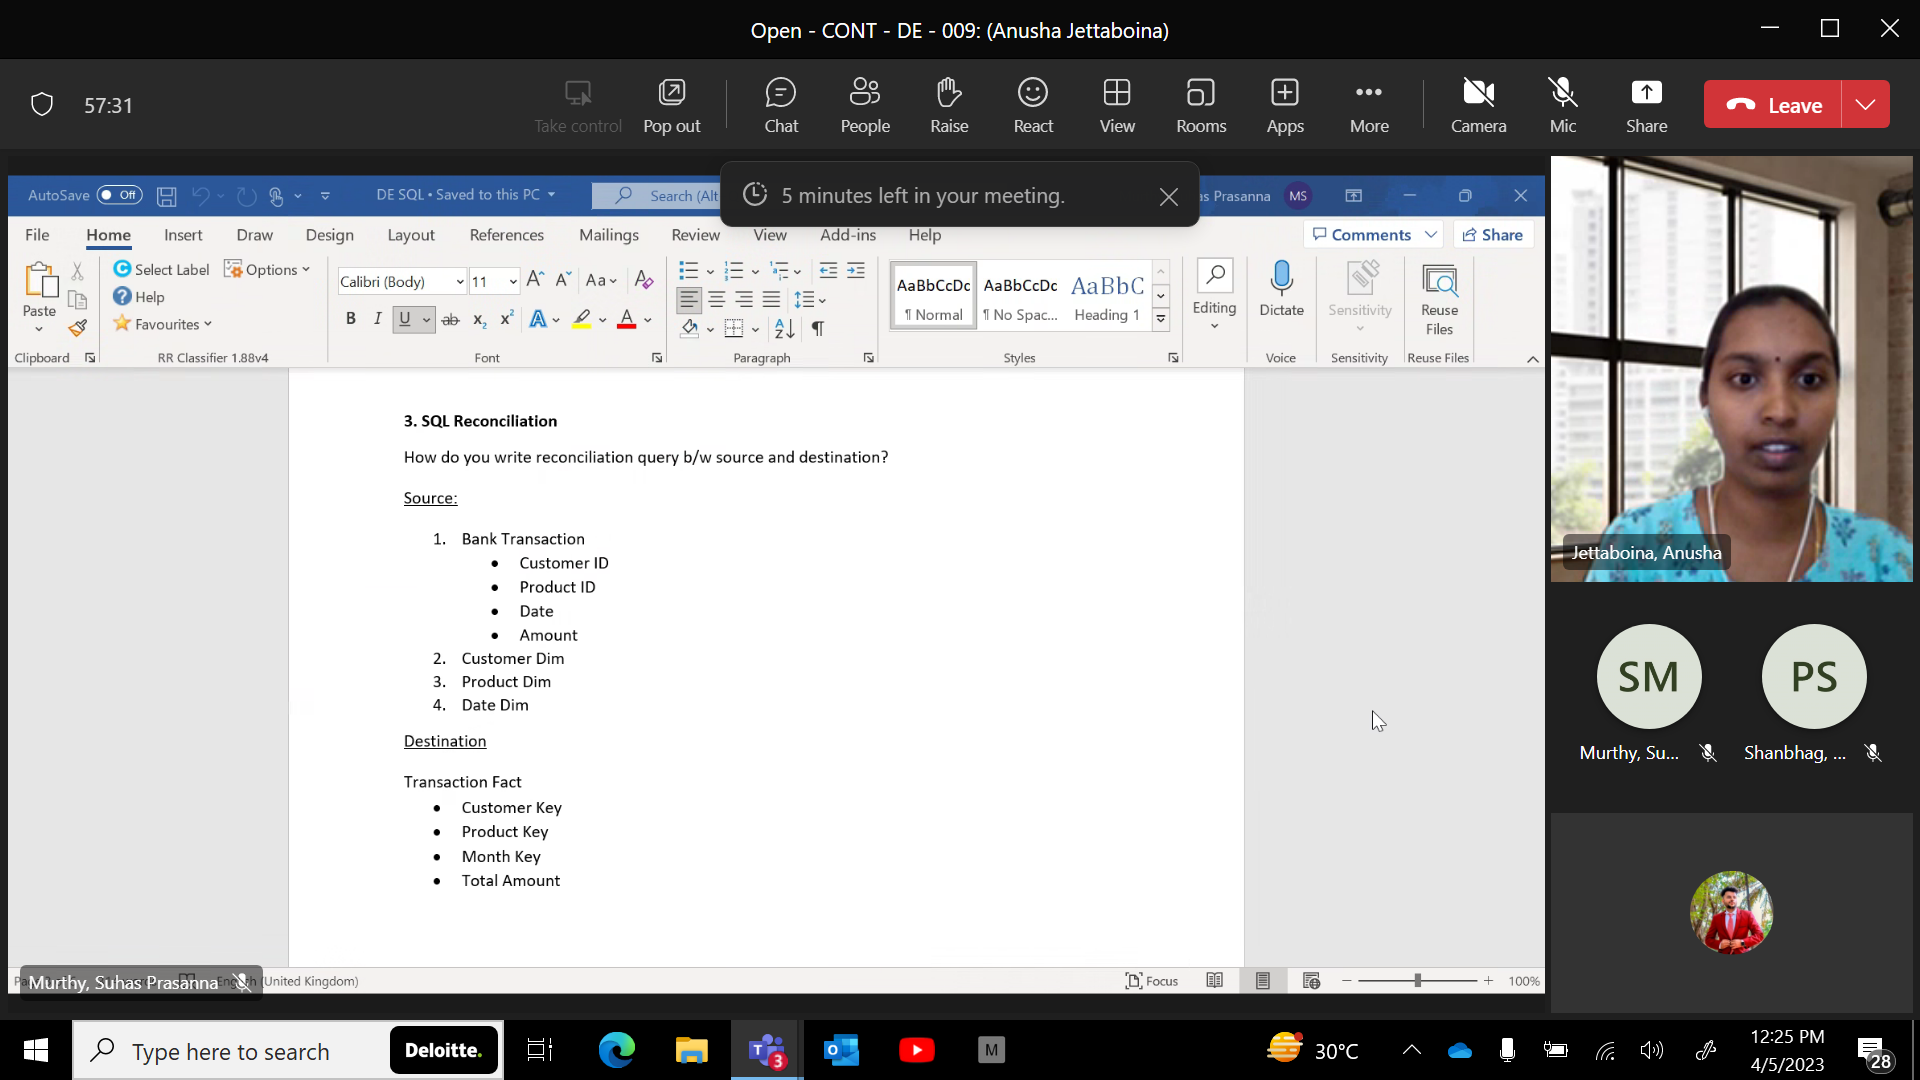 Open - CONT - DE - 009: (Anusha Jettaboina)
57:31
Take control
Pop out
Chat
People
Raise
React
View
Rooms
Apps
More
Camera
Mic
Share
Leave
AutoSave Off
DE SQL • Saved to this PC
Search (Alt
5 minutes left in your meeting.
as Prasanna MS
File Home Insert Draw Design Layout References Mailings Review View Add-ins Help
Comments Share
Paste
Select Label
Options
Help
Favourites
Calibri (Body) 11
Aa
B I U ab x₂ x² A A
AaBbCcDc AaBbCcDc AaBbC
¶ Normal ¶ No Spac... Heading 1
Editing
Dictate
Sensitivity
Reuse
Files
Clipboard RR Classifier 1.88v4 Font Paragraph Styles Voice Sensitivity Reuse Files
3. SQL Reconciliation
How do you write reconciliation query b/w source and destination?
Source:
1. Bank Transaction
• Customer ID
• Product ID
• Date
• Amount
2. Customer Dim
3. Product Dim
4. Date Dim
Destination
Transaction Fact
• Customer Key
• Product Key
• Month Key
• Total Amount
Jettaboina, Anusha
SM PS
Murthy, Su... Shanbhag, ...
Murthy, Suhas Prasanna
(United Kingdom)
Focus
100%
Type here to search
Deloitte.
T 3
M
30°C
12:25 PM
4/5/2023
28